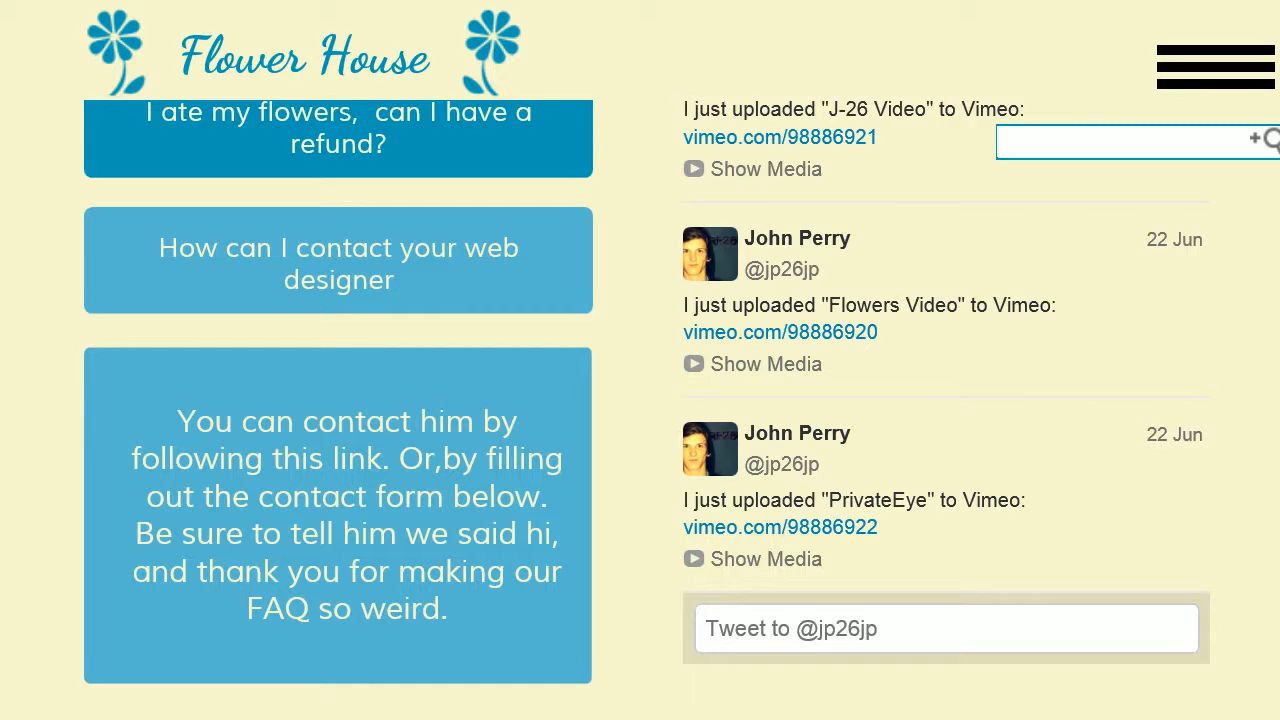 Flower House
I ate my flowers, can I have a
refund?
How can I contact your web
designer
You can contact him by
following this link. Or,by filling
out the contact form below.
Be sure to tell him we said hi,
and thank you for making our
FAQ so weird.
I just uploaded "J-26 Video" to Vimeo:
vimeo.com/98886921
Show Media
John Perry
22 Jun
@jp26jp
I just uploaded "Flowers Video" to Vimeo:
vimeo.com/98886920
Show Media
John Perry
22 Jun
@jp26jp
I just uploaded "PrivateEye" to Vimeo:
vimeo.com/98886922
Show Media
Tweet to @jp26jp